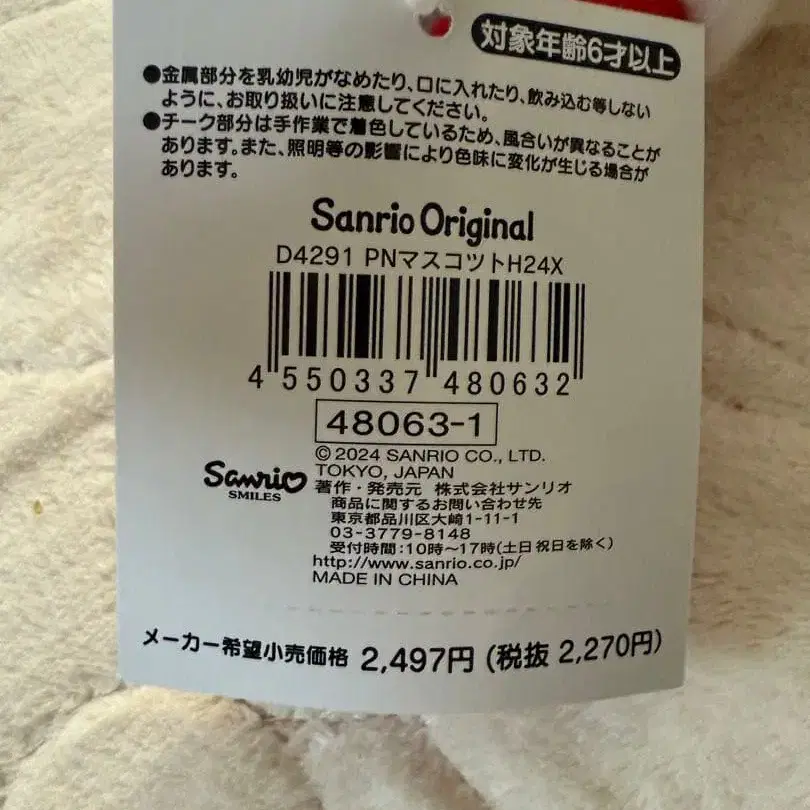 対象年齢6才以上
●金属部分を乳幼児がなめたり、口に入れたり、飲み込む等しない
ように、お取り扱いに注意してください。
●チーク部分は手作業で着色しているため、風合いが異なることが
あります。また、照明等の影響により色味に変化が生じる場合が
あります。
Sanrio Original
D4291 PNマスコツトH24X
4 550337 480632
48063-1
© 2024 SANRIO CO., LTD.
TOKYO, JAPAN
Sanrio
SMILES
著作・発売元 株式会社サンリオ
商品に関するお問い合わせ先
東京都品川区大崎1-11-1
03-3779-8148
受付時間:10時〜17時(土日祝日を除く)
http://www.sanrio.co.jp/
MADE IN CHINA
メーカー希望小売価格 2,497円 (税抜 2,270円)